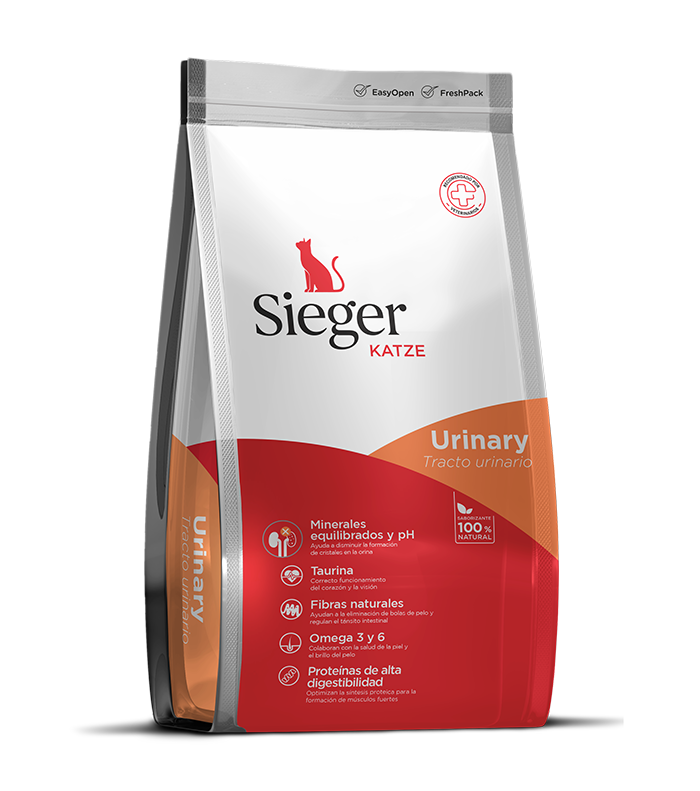 EasyOpen FreshPack
RECOMENDADO POR
VETERINARIOS
Sieger
KATZE
Urinary
Tracto urinario
SABORIZANTE
100%
NATURAL
Minerales
equilibrados y pH
Ayuda a disminuir la formación
de cristales en la orina
Taurina
Correcto funcionamiento
del corazón y la visión
Fibras naturales
Ayudan a la eliminación de bolas de pelo y
regulan el tánsito intestinal
Omega 3 y 6
Colaboran con la salud de la piel y
el brillo del pelo
Proteínas de alta
digestibilidad
Optimizan la síntesis proteica para la
formación de músculos fuertes
Urinary
Tracto urinario